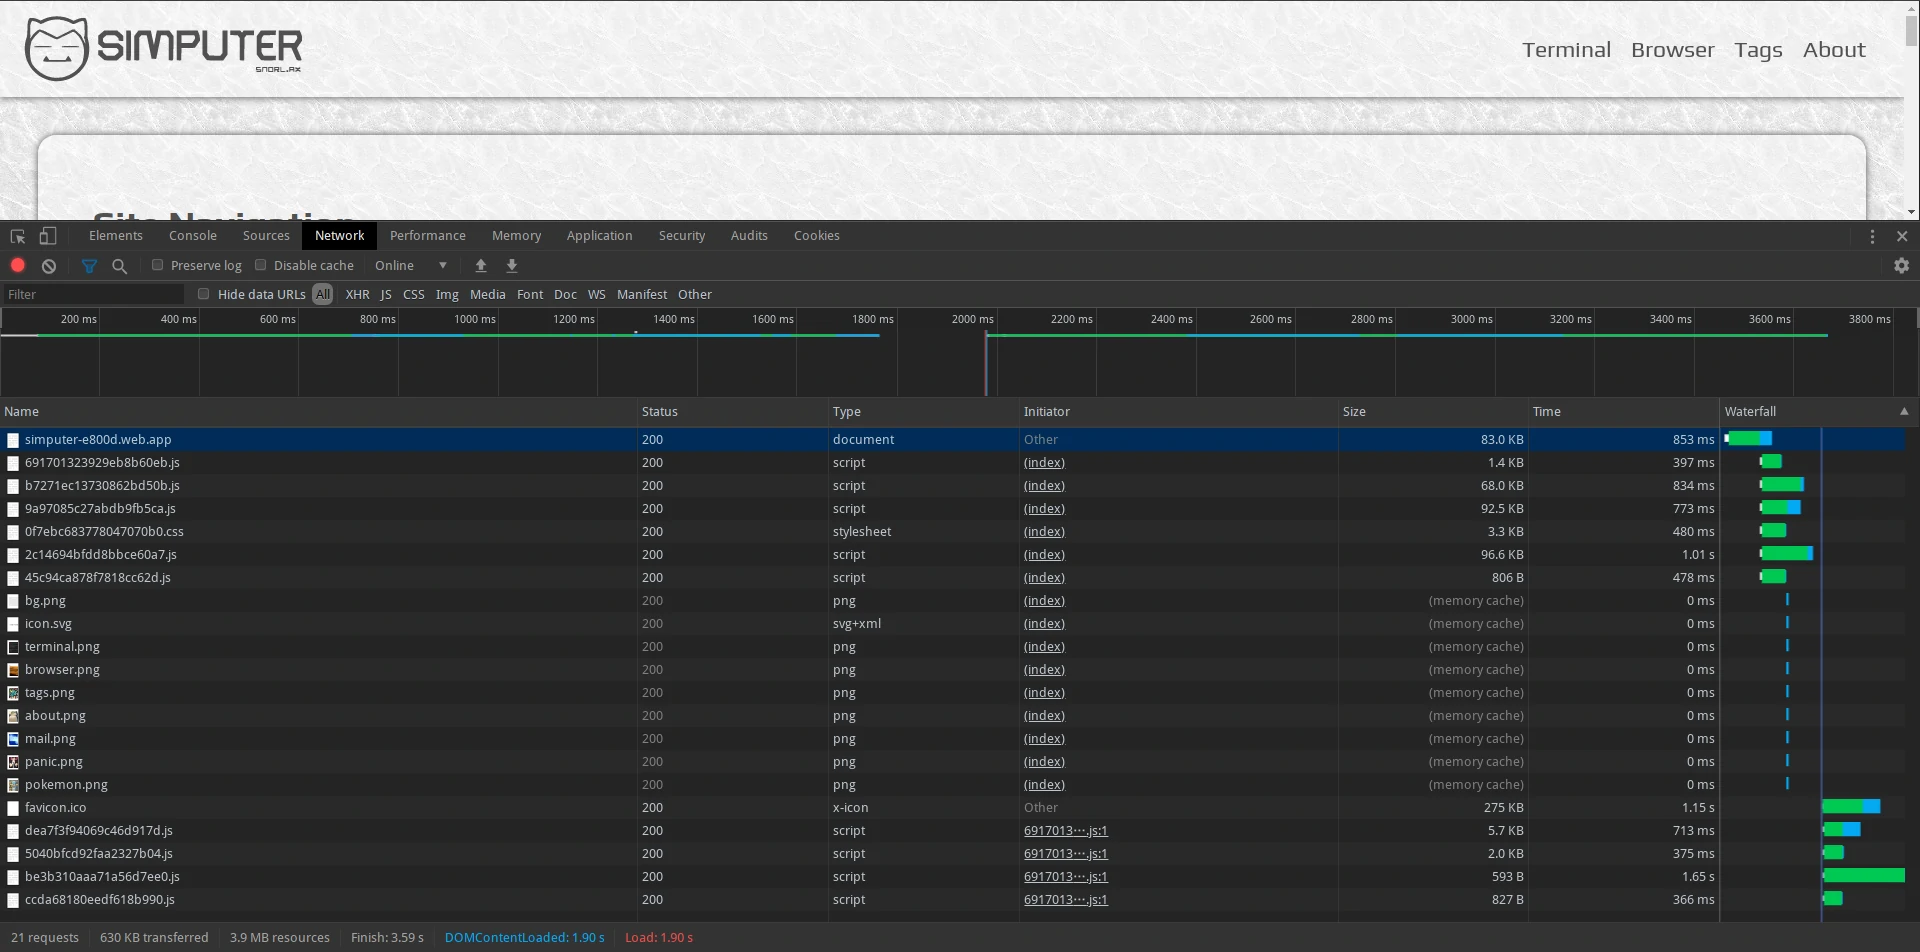 SIMPUTER
SNORL.AX
Terminal Browser Tags About
Site Navigation
Elements Console Sources Network Performance Memory Application Security Audits Cookies
Preserve log Disable cache Online
Filter Hide data URLs All XHR JS CSS Img Media Font Doc WS Manifest Other
200 ms 400 ms 600 ms 800 ms 1000 ms 1200 ms 1400 ms 1600 ms 1800 ms 2000 ms 2200 ms 2400 ms 2600 ms 2800 ms 3000 ms 3200 ms 3400 ms 3600 ms 3800 ms
Name Status Type Initiator Size Time Waterfall
simputer-e800d.web.app 200 document Other 83.0 KB 853 ms
691701323929eb8b60eb.js 200 script (index) 1.4 KB 397 ms
b7271ec13730862bd50b.js 200 script (index) 68.0 KB 834 ms
9a97085c27abdb9fb5ca.js 200 script (index) 92.5 KB 773 ms
0f7ebc683778047070b0.css 200 stylesheet (index) 3.3 KB 480 ms
2c14694bfdd8bbce60a7.js 200 script (index) 96.6 KB 1.01 s
45c94ca878f7818cc62d.js 200 script (index) 806 B 478 ms
bg.png 200 png (index) (memory cache) 0 ms
icon.svg 200 svg+xml (index) (memory cache) 0 ms
terminal.png 200 png (index) (memory cache) 0 ms
browser.png 200 png (index) (memory cache) 0 ms
tags.png 200 png (index) (memory cache) 0 ms
about.png 200 png (index) (memory cache) 0 ms
mail.png 200 png (index) (memory cache) 0 ms
panic.png 200 png (index) (memory cache) 0 ms
pokemon.png 200 png (index) (memory cache) 0 ms
favicon.ico 200 x-icon Other 275 KB 1.15 s
dea7f3f94069c46d917d.js 200 script 6917013⋯.js:1 5.7 KB 713 ms
5040bfcd92faa2327b04.js 200 script 6917013⋯.js:1 2.0 KB 375 ms
be3b310aaa71a56d7ee0.js 200 script 6917013⋯.js:1 593 B 1.65 s
ccda68180eedf618b990.js 200 script 6917013⋯.js:1 827 B 366 ms
21 requests 630 KB transferred 3.9 MB resources Finish: 3.59 s DOMContentLoaded: 1.90 s Load: 1.90 s